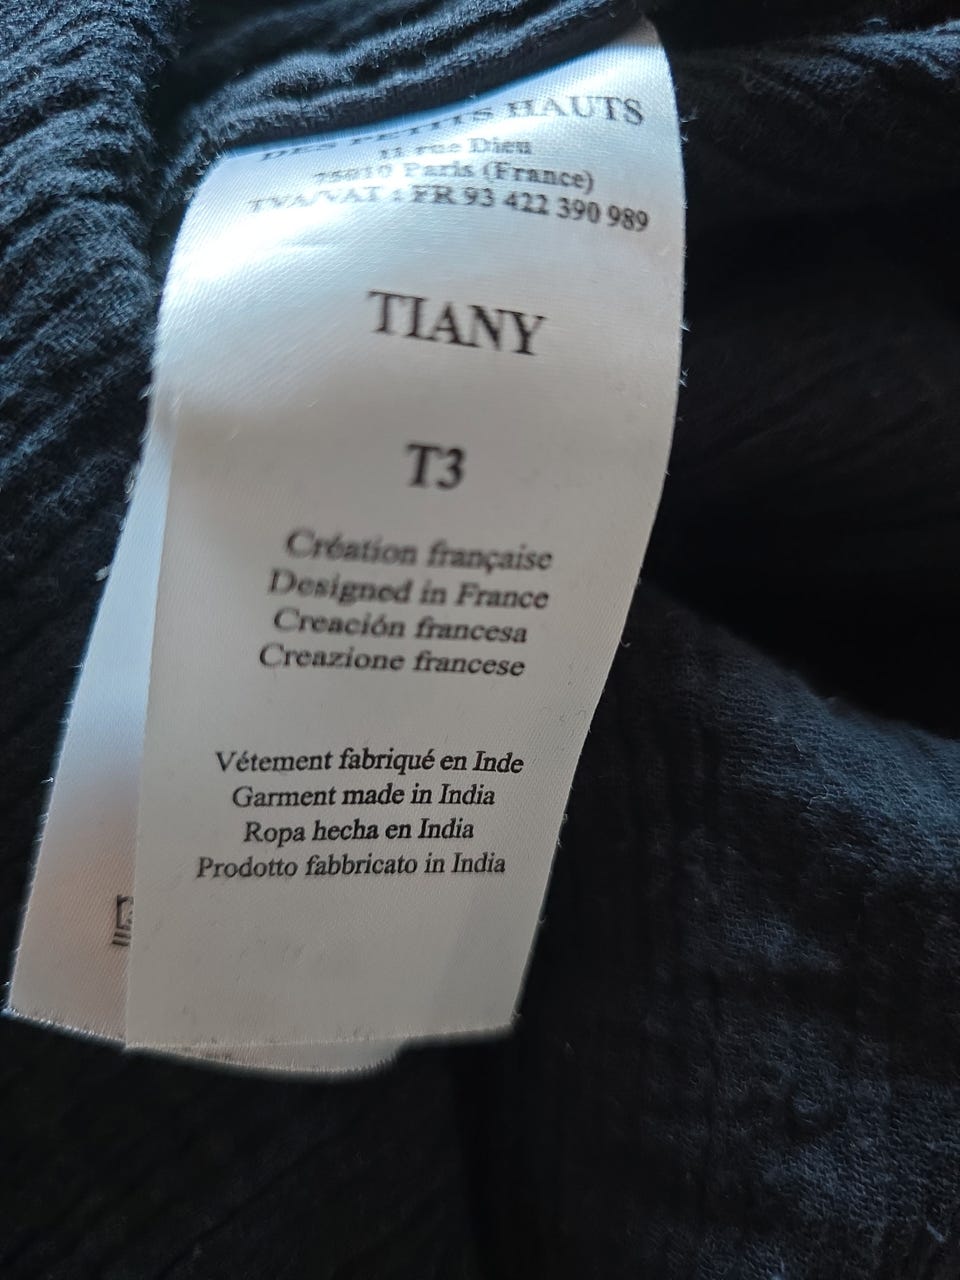 DES PETITS HAUTS
11 rue Dieu
75010 Paris (France)
TVA/VAT : FR 93 422 390 989
TIANY
T3
Création française
Designed in France
Creación francesa
Creazione francese
Vêtement fabriqué en Inde
Garment made in India
Ropa hecha en India
Prodotto fabbricato in India